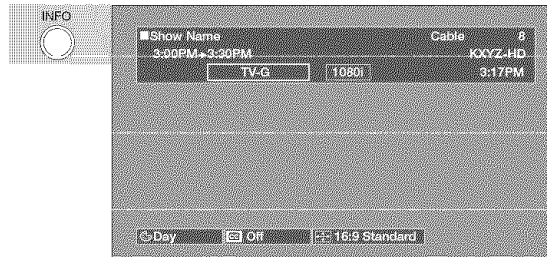 INFO
Show Name Cable 8
3:00PM 3:30PM KXYZ-HD
TV-G 1080i 3:17PM
Day CC Off 16:9 Standard